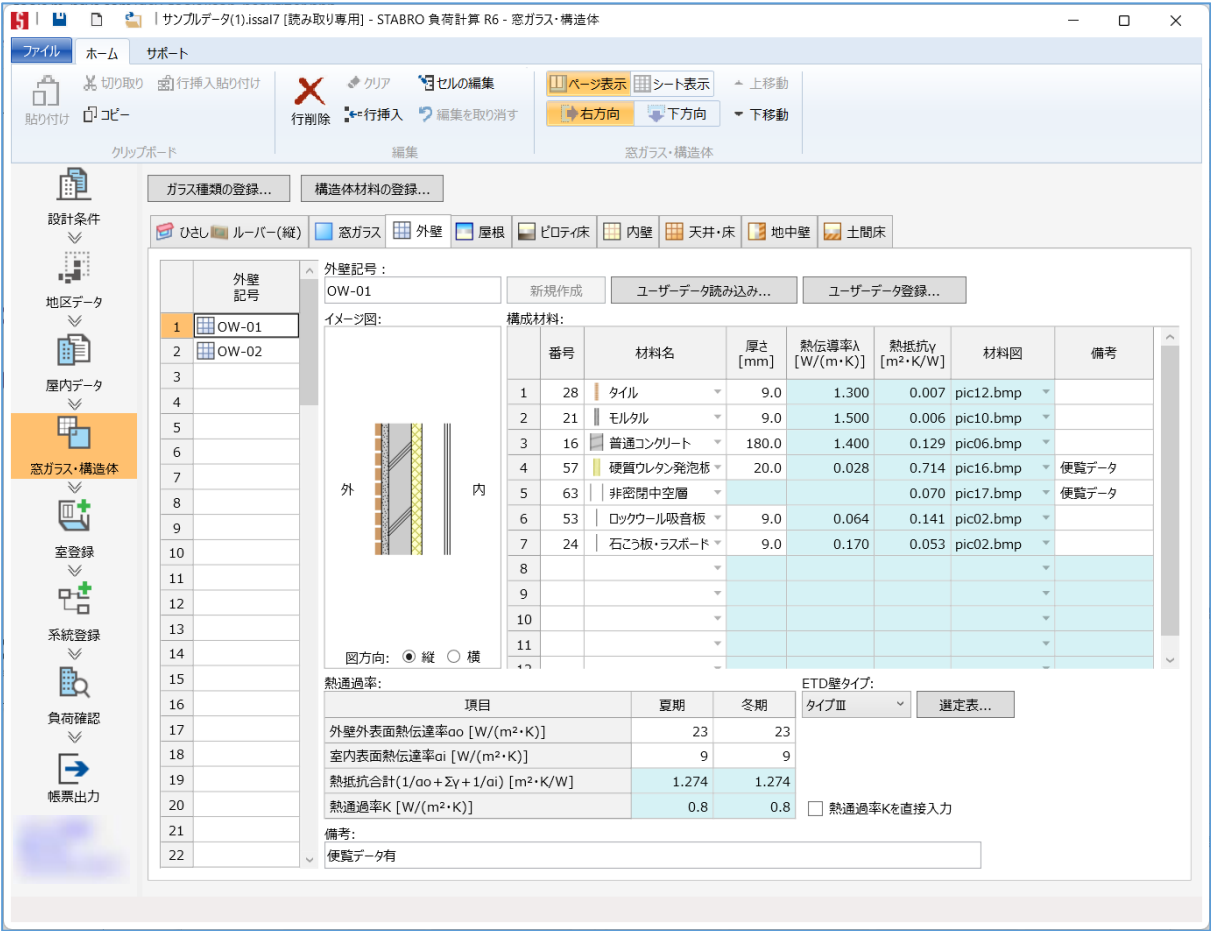 サンプルデータ(1).issal7 [読み取り専用] - STABRO 負荷計算 R6 - 窓ガラス・構造体
ファイル ホーム サポート
貼り付け 切り取り 行挿入貼り付け コピー
行削除 クリア セルの編集 行挿入 編集を取り消す
ページ表示 シート表示 上移動
右方向 下方向 下移動
クリップボード 編集 窓ガラス・構造体
設計条件
地区データ
屋内データ
窓ガラス・構造体
室登録
系統登録
負荷確認
帳票出力
ガラス種類の登録... 構造体材料の登録...
ひさし ルーバー(縦) 窓ガラス 外壁 屋根 ピロティ床 内壁 天井・床 地中壁 土間床
外壁
記号
1 OW-01
2 OW-02
3
4
5
6
7
8
9
10
11
12
13
14
15
16
17
18
19
20
21
22
外壁記号 :
OW-01 新規作成 ユーザーデータ読み込み... ユーザーデータ登録...
イメージ図:
外 内
図方向: 縦 横
構成材料:
番号 材料名 厚さ [mm] 熱伝導率λ [W/(m・K)] 熱抵抗γ [m²・K/W] 材料図 備考
1 28 タイル 9.0 1.300 0.007 pic12.bmp
2 21 モルタル 9.0 1.500 0.006 pic10.bmp
3 16 普通コンクリート 180.0 1.400 0.129 pic06.bmp
4 57 硬質ウレタン発泡板 20.0 0.028 0.714 pic16.bmp 便覧データ
5 63 非密閉中空層 0.070 pic17.bmp 便覧データ
6 53 ロックウール吸音板 9.0 0.064 0.141 pic02.bmp
7 24 石こう板・ラスボード 9.0 0.170 0.053 pic02.bmp
8
9
10
11
熱通過率:
項目 夏期 冬期
外壁外表面熱伝達率αo [W/(m²・K)] 23 23
室内表面熱伝達率αi [W/(m²・K)] 9 9
熱抵抗合計(1/αo+Σγ+1/αi) [m²・K/W] 1.274 1.274
熱通過率K [W/(m²・K)] 0.8 0.8
ETD壁タイプ:
タイプⅢ 選定表...
熱通過率Kを直接入力
備考:
便覧データ有